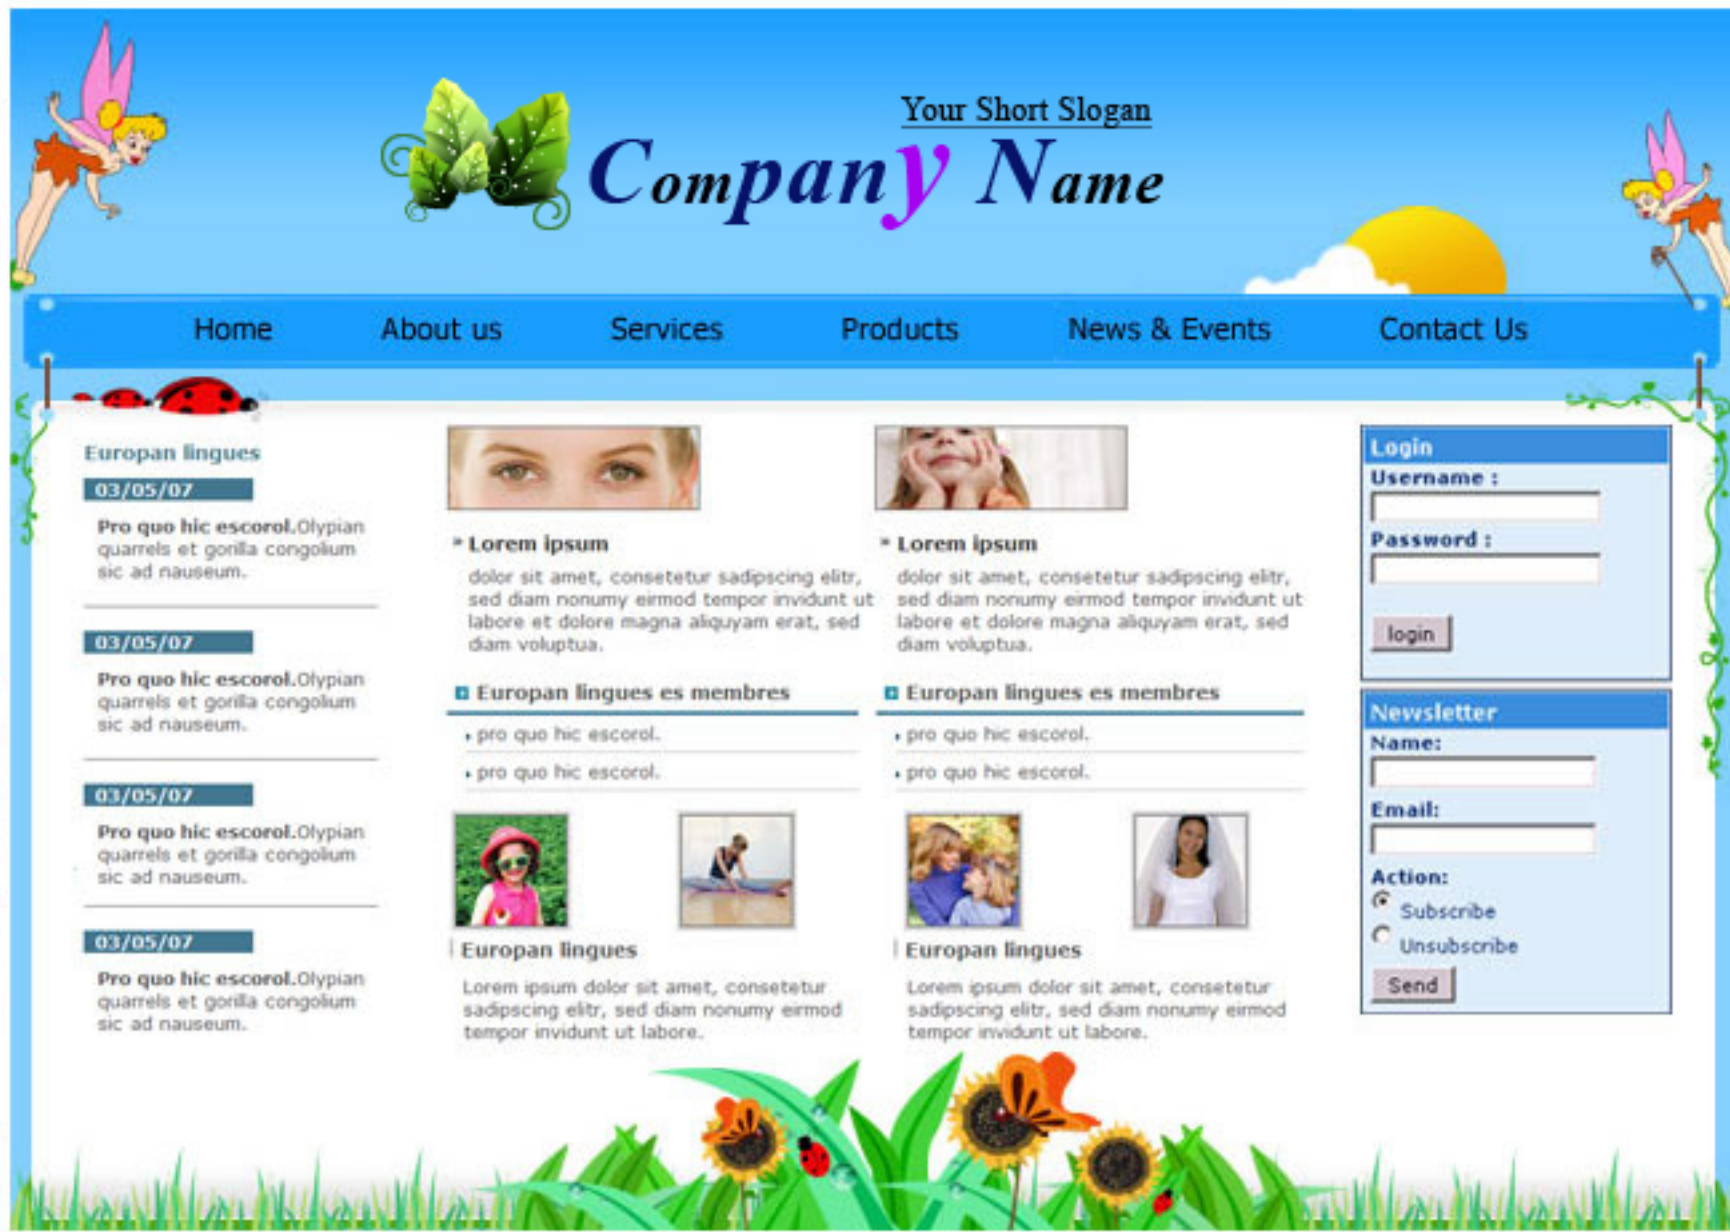 Your Short Slogan
Company Name
Home About us Services Products News & Events Contact Us
Europan lingues
03/05/07
Pro quo hic escorol.Olypian
quarrels et gorilla congolium
sic ad nauseum.
03/05/07
Pro quo hic escorol.Olypian
quarrels et gorilla congolium
sic ad nauseum.
03/05/07
Pro quo hic escorol.Olypian
quarrels et gorilla congolium
sic ad nauseum.
03/05/07
Pro quo hic escorol.Olypian
quarrels et gorilla congolium
sic ad nauseum.
» Lorem ipsum
dolor sit amet, consetetur sadipscing elitr,
sed diam nonumy eirmod tempor invidunt ut
labore et dolore magna aliquyam erat, sed
diam voluptua.
Europan lingues es membres
pro quo hic escorol.
pro quo hic escorol.
Europan lingues
Lorem ipsum dolor sit amet, consetetur
sadipscing elitr, sed diam nonumy eirmod
tempor invidunt ut labore.
» Lorem ipsum
dolor sit amet, consetetur sadipscing elitr,
sed diam nonumy eirmod tempor invidunt ut
labore et dolore magna aliquyam erat, sed
diam voluptua.
Europan lingues es membres
pro quo hic escorol.
pro quo hic escorol.
Europan lingues
Lorem ipsum dolor sit amet, consetetur
sadipscing elitr, sed diam nonumy eirmod
tempor invidunt ut labore.
Login
Username :
Password :
login
Newsletter
Name:
Email:
Action:
Subscribe
Unsubscribe
Send